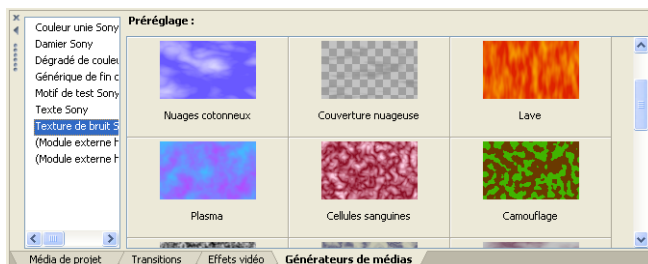 Préréglage :
Couleur unie Sony
Damier Sony
Dégradé de couleu
Générique de fin c
Motif de test Sony
Texte Sony
Texture de bruit S
(Module externe h
(Module externe h
Nuages cotonneux
Couverture nuageuse
Lave
Plasma
Cellules sanguines
Camouflage
Média de projet
Transitions
Effets vidéo
Générateurs de médias